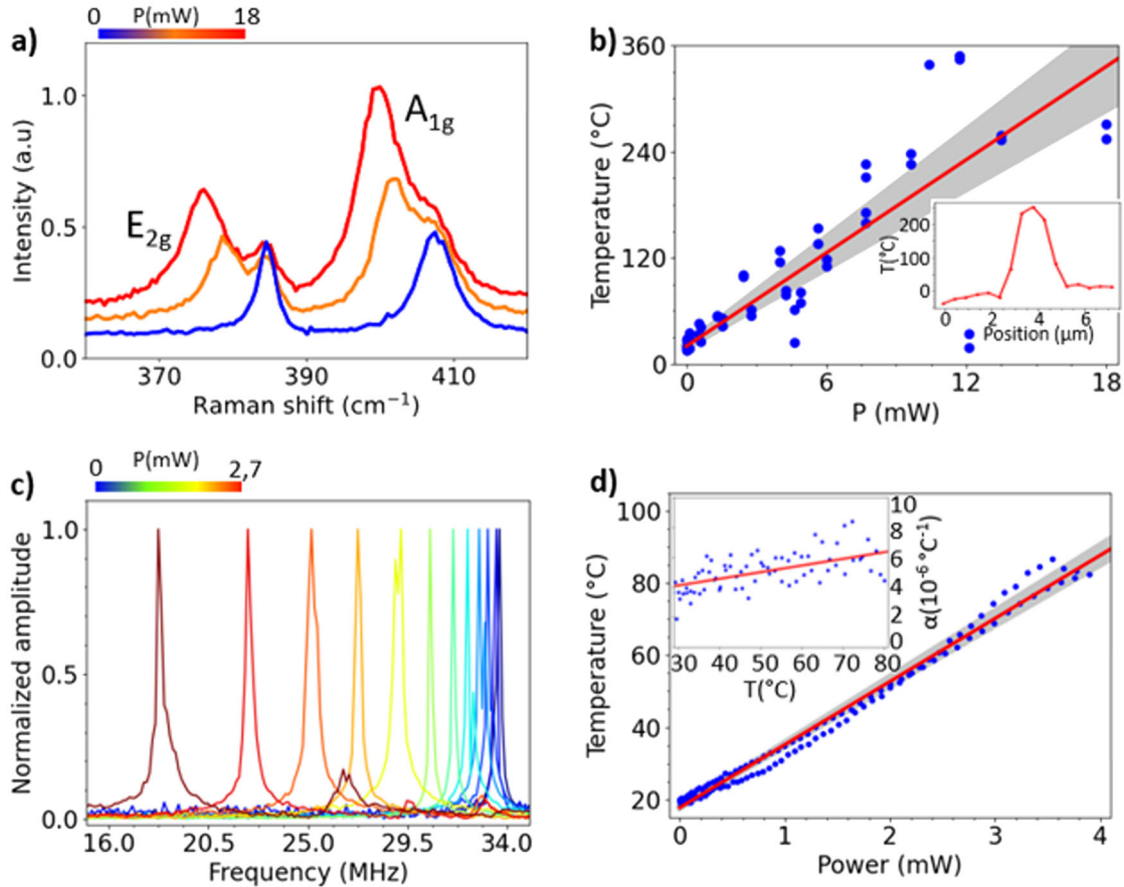 a)
P(mW)
0 18
Intensity (a.u)
1.0
0.5
0.0
E2g
A1g
370 390 410
Raman shift (cm⁻¹)
b)
Temperature (°C)
360
240
120
0
0 6 12 18
P (mW)
T(°C)
200
100
0
0 2 4 6
Position (μm)
c)
P(mW)
0 2,7
Normalized amplitude
1.0
0.5
0.0
16.0 20.5 25.0 29.5 34.0
Frequency (MHz)
d)
Temperature (°C)
100
80
60
40
20
0 1 2 3 4
Power (mW)
10
8
6
4
2
0
α(10⁻⁶ °C⁻¹)
30 40 50 60 70 80
T(°C)